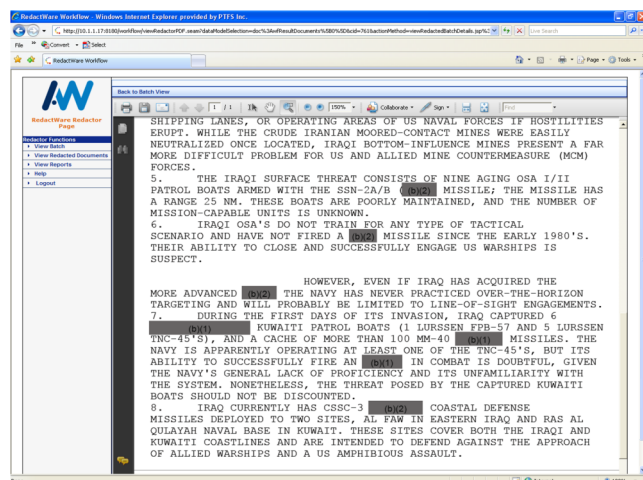 RedactWare Workflow - Windows Internet Explorer provided by PTFS Inc.
File Convert Select
Live Search
RedactWare Workflow
Page Tools
RedactWare Redactor Page
Redactor Functions
View Batch
View Redacted Documents
View Reports
Help
Logout
Back to Batch View
1 / 1 150% Collaborate Sign Find
SHIPPING LANES, OR OPERATING AREAS OF US NAVAL FORCES IF HOSTILITIES
ERUPT. WHILE THE CRUDE IRANIAN MOORED-CONTACT MINES WERE EASILY
NEUTRALIZED ONCE LOCATED, IRAQI BOTTOM-INFLUENCE MINES PRESENT A FAR
MORE DIFFICULT PROBLEM FOR US AND ALLIED MINE COUNTERMEASURE (MCM)
FORCES.
5. THE IRAQI SURFACE THREAT CONSISTS OF NINE AGING OSA I/II
PATROL BOATS ARMED WITH THE SSN-2A/B ( (b)(2) MISSILE; THE MISSILE HAS
A RANGE 25 NM. THESE BOATS ARE POORLY MAINTAINED, AND THE NUMBER OF
MISSION-CAPABLE UNITS IS UNKNOWN.
6. IRAQI OSA'S DO NOT TRAIN FOR ANY TYPE OF TACTICAL
SCENARIO AND HAVE NOT FIRED A (b)(2) MISSILE SINCE THE EARLY 1980'S.
THEIR ABILITY TO CLOSE AND SUCCESSFULLY ENGAGE US WARSHIPS IS
SUSPECT.
HOWEVER, EVEN IF IRAQ HAS ACQUIRED THE
MORE ADVANCED (b)(2) THE NAVY HAS NEVER PRACTICED OVER-THE-HORIZON
TARGETING AND WILL PROBABLY BE LIMITED TO LINE-OF-SIGHT ENGAGEMENTS.
7. DURING THE FIRST DAYS OF ITS INVASION, IRAQ CAPTURED 6
(b)(1) KUWAITI PATROL BOATS (1 LURSSEN FPB-57 AND 5 LURSSEN
TNC-45'S), AND A CACHE OF MORE THAN 100 MM-40 (b)(1) MISSILES. THE
NAVY IS APPARENTLY OPERATING AT LEAST ONE OF THE TNC-45'S, BUT ITS
ABILITY TO SUCCESSFULLY FIRE AN (b)(1) IN COMBAT IS DOUBTFUL, GIVEN
THE NAVY'S GENERAL LACK OF PROFICIENCY AND ITS UNFAMILIARITY WITH
THE SYSTEM. NONETHELESS, THE THREAT POSED BY THE CAPTURED KUWAITI
BOATS SHOULD NOT BE DISCOUNTED.
8. IRAQ CURRENTLY HAS CSSC-3 (b)(2) COASTAL DEFENSE
MISSILES DEPLOYED TO TWO SITES, AL FAW IN EASTERN IRAQ AND RAS AL
QULAYAH NAVAL BASE IN KUWAIT. THESE SITES COVER BOTH THE IRAQI AND
KUWAITI COASTLINES AND ARE INTENDED TO DEFEND AGAINST THE APPROACH
OF ALLIED WARSHIPS AND A US AMPHIBIOUS ASSAULT.